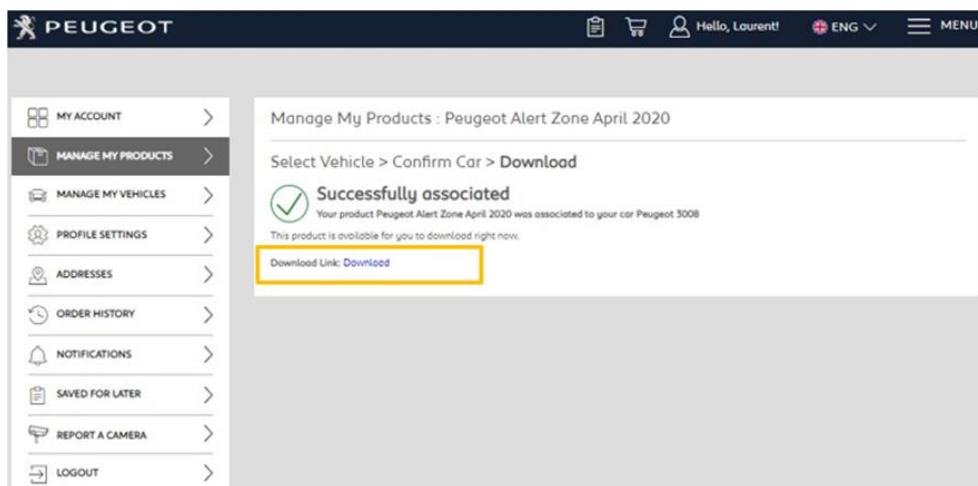 PEUGEOT
Hello, Laurent!
ENG
MENU
MY ACCOUNT
MANAGE MY PRODUCTS
MANAGE MY VEHICLES
PROFILE SETTINGS
ADDRESSES
ORDER HISTORY
NOTIFICATIONS
SAVED FOR LATER
REPORT A CAMERA
LOGOUT
Manage My Products : Peugeot Alert Zone April 2020
Select Vehicle > Confirm Car > Download
Successfully associated
Your product Peugeot Alert Zone April 2020 was associated to your car Peugeot 3008
This product is available for you to download right now.
Download Link: Download